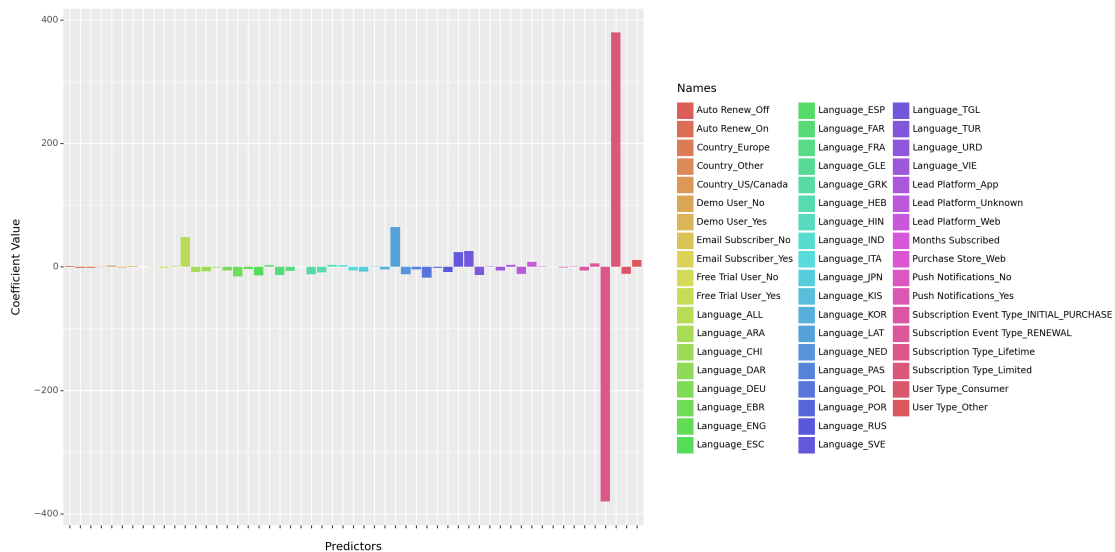 400
200
0
−200
−400
Coefficient Value
Predictors
Names
Auto Renew_Off
Auto Renew_On
Country_Europe
Country_Other
Country_US/Canada
Demo User_No
Demo User_Yes
Email Subscriber_No
Email Subscriber_Yes
Free Trial User_No
Free Trial User_Yes
Language_ALL
Language_ARA
Language_CHI
Language_DAR
Language_DEU
Language_EBR
Language_ENG
Language_ESC
Language_ESP
Language_FAR
Language_FRA
Language_GLE
Language_GRK
Language_HEB
Language_HIN
Language_IND
Language_ITA
Language_JPN
Language_KIS
Language_KOR
Language_LAT
Language_NED
Language_PAS
Language_POL
Language_POR
Language_RUS
Language_SVE
Language_TGL
Language_TUR
Language_URD
Language_VIE
Lead Platform_App
Lead Platform_Unknown
Lead Platform_Web
Months Subscribed
Purchase Store_Web
Push Notifications_No
Push Notifications_Yes
Subscription Event Type_INITIAL_PURCHASE
Subscription Event Type_RENEWAL
Subscription Type_Lifetime
Subscription Type_Limited
User Type_Consumer
User Type_Other